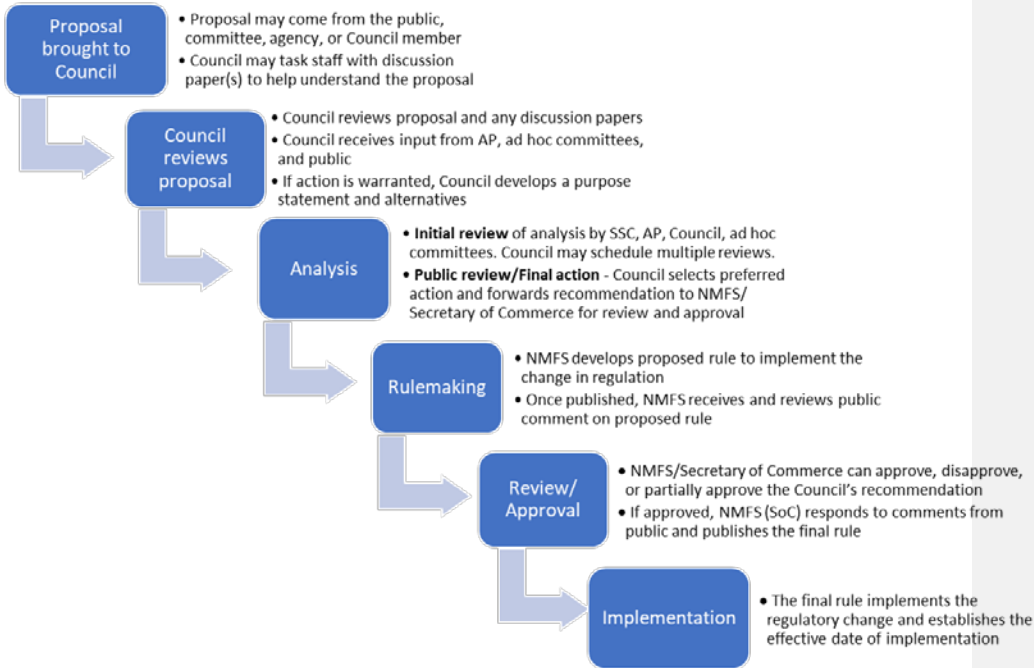 Proposal
brought to
Council
• Proposal may come from the public,
committee, agency, or Council member
• Council may task staff with discussion
paper(s) to help understand the proposal
Council
reviews
proposal
• Council reviews proposal and any discussion papers
• Council receives input from AP, ad hoc committees,
and public
• If action is warranted, Council develops a purpose
statement and alternatives
Analysis
• Initial review of analysis by SSC, AP, Council, ad hoc
committees. Council may schedule multiple reviews.
• Public review/Final action - Council selects preferred
action and forwards recommendation to NMFS/
Secretary of Commerce for review and approval
Rulemaking
• NMFS develops proposed rule to implement the
change in regulation
• Once published, NMFS receives and reviews public
comment on proposed rule
Review/
Approval
• NMFS/Secretary of Commerce can approve, disapprove,
or partially approve the Council's recommendation
• If approved, NMFS (SoC) responds to comments from
public and publishes the final rule
Implementation
• The final rule implements the
regulatory change and establishes the
effective date of implementation